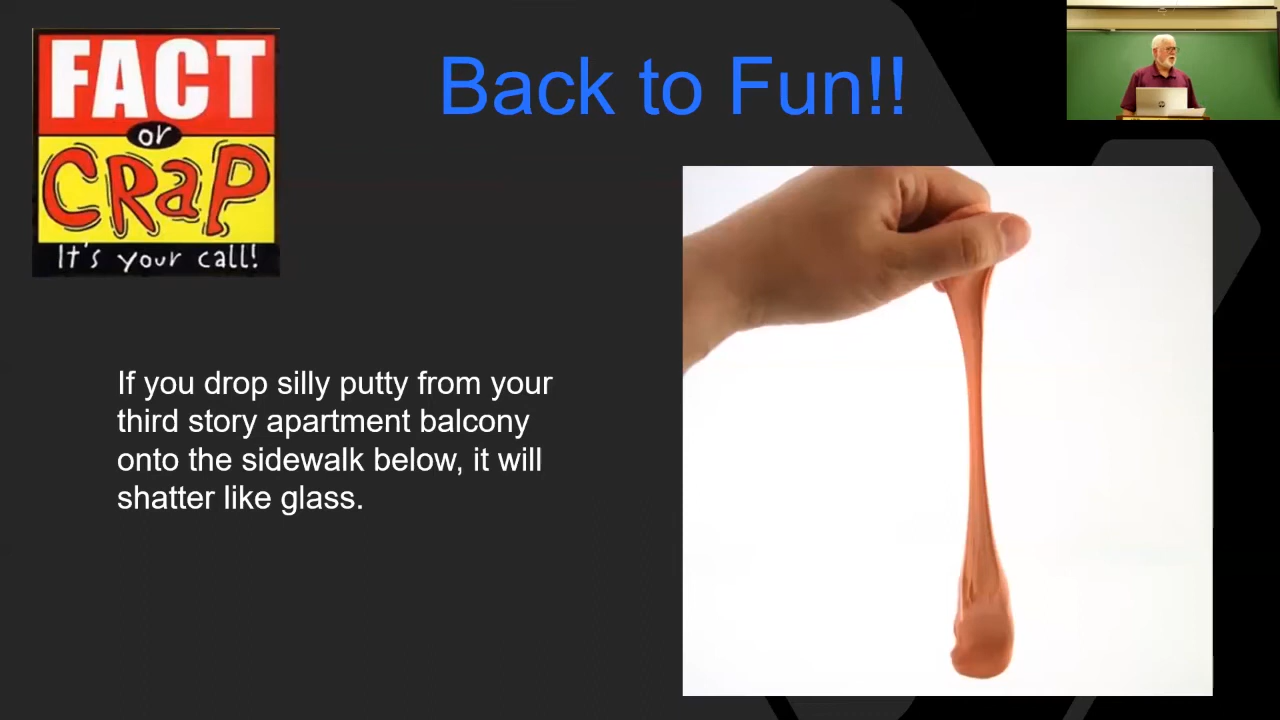 FACT
or
CRaP
It's your call!
Back to Fun!!
If you drop silly putty from your
third story apartment balcony
onto the sidewalk below, it will
shatter like glass.